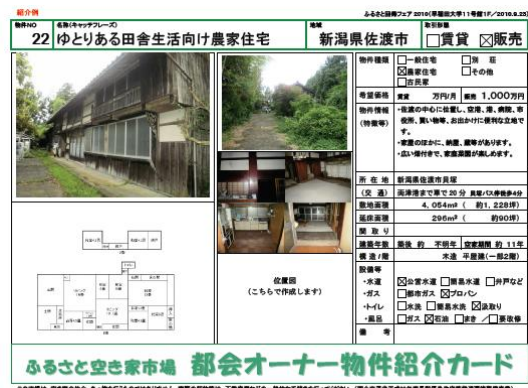 紹介例
ふるさと回帰フェア2010(早稲田大学11号館1F/2010.9.25)
物件NO 名称(キャッチフレーズ) 地域 取引形態
22 ゆとりある田舎生活向け農家住宅 新潟県佐渡市 □賃貸 ☒販売
物件種類 □一般住宅 □別 荘
☒農家住宅 □その他
□古民家
希望価格 賃貸 万円/月 販売 1,000万円
物件情報 ・佐渡の中心に位置し、空港、港、病院、市
(特徴等) 役所、買い物等、お出かけに便利な立地で
す。
・家屋のほかに、納屋、蔵等があります。
・広い畑付きで、家庭菜園が楽しめます。
所 在 地 新潟県佐渡市貝塚
(交 通) 両津港まで車で20分 貝塚バス停徒歩4分
敷地面積 4,054m² ( 約1,228坪)
延床面積 296m² ( 約90坪)
間 取 り
建築年数 築後 約 不明年 空家期間 約 11年
構 造/階 木造 平屋建(一部2階)
設備等
・水道 ☒公営水道 □簡易水道 □井戸など
・ガス □都市ガス ☒プロパン
・トイレ □水洗 □簡易水洗 ☒汲取り
・風呂 □ガス ☒石油 □まき /□要改修
備 考
位置図
(こちらで作成します)
ふるさと空き家市場 都会オーナー物件紹介カード